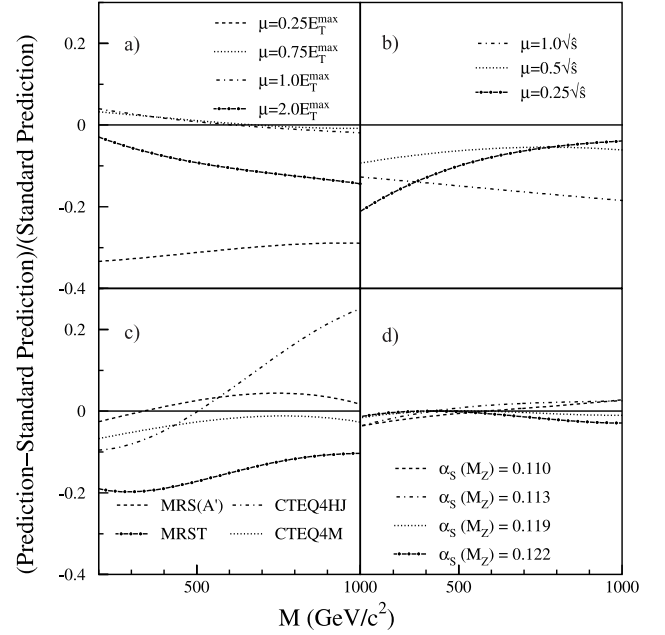 (Prediction–Standard Prediction)/(Standard Prediction)
0.2
0
-0.2
-0.4
0.2
0
-0.2
-0.4
a)
μ=0.25E_T^max
μ=0.75E_T^max
μ=1.0E_T^max
μ=2.0E_T^max
b)
μ=1.0√ŝ
μ=0.5√ŝ
μ=0.25√ŝ
c)
MRS(A')
CTEQ4HJ
MRST
CTEQ4M
d)
α_S (M_Z) = 0.110
α_S (M_Z) = 0.113
α_S (M_Z) = 0.119
α_S (M_Z) = 0.122
500
1000
500
1000
M (GeV/c²)